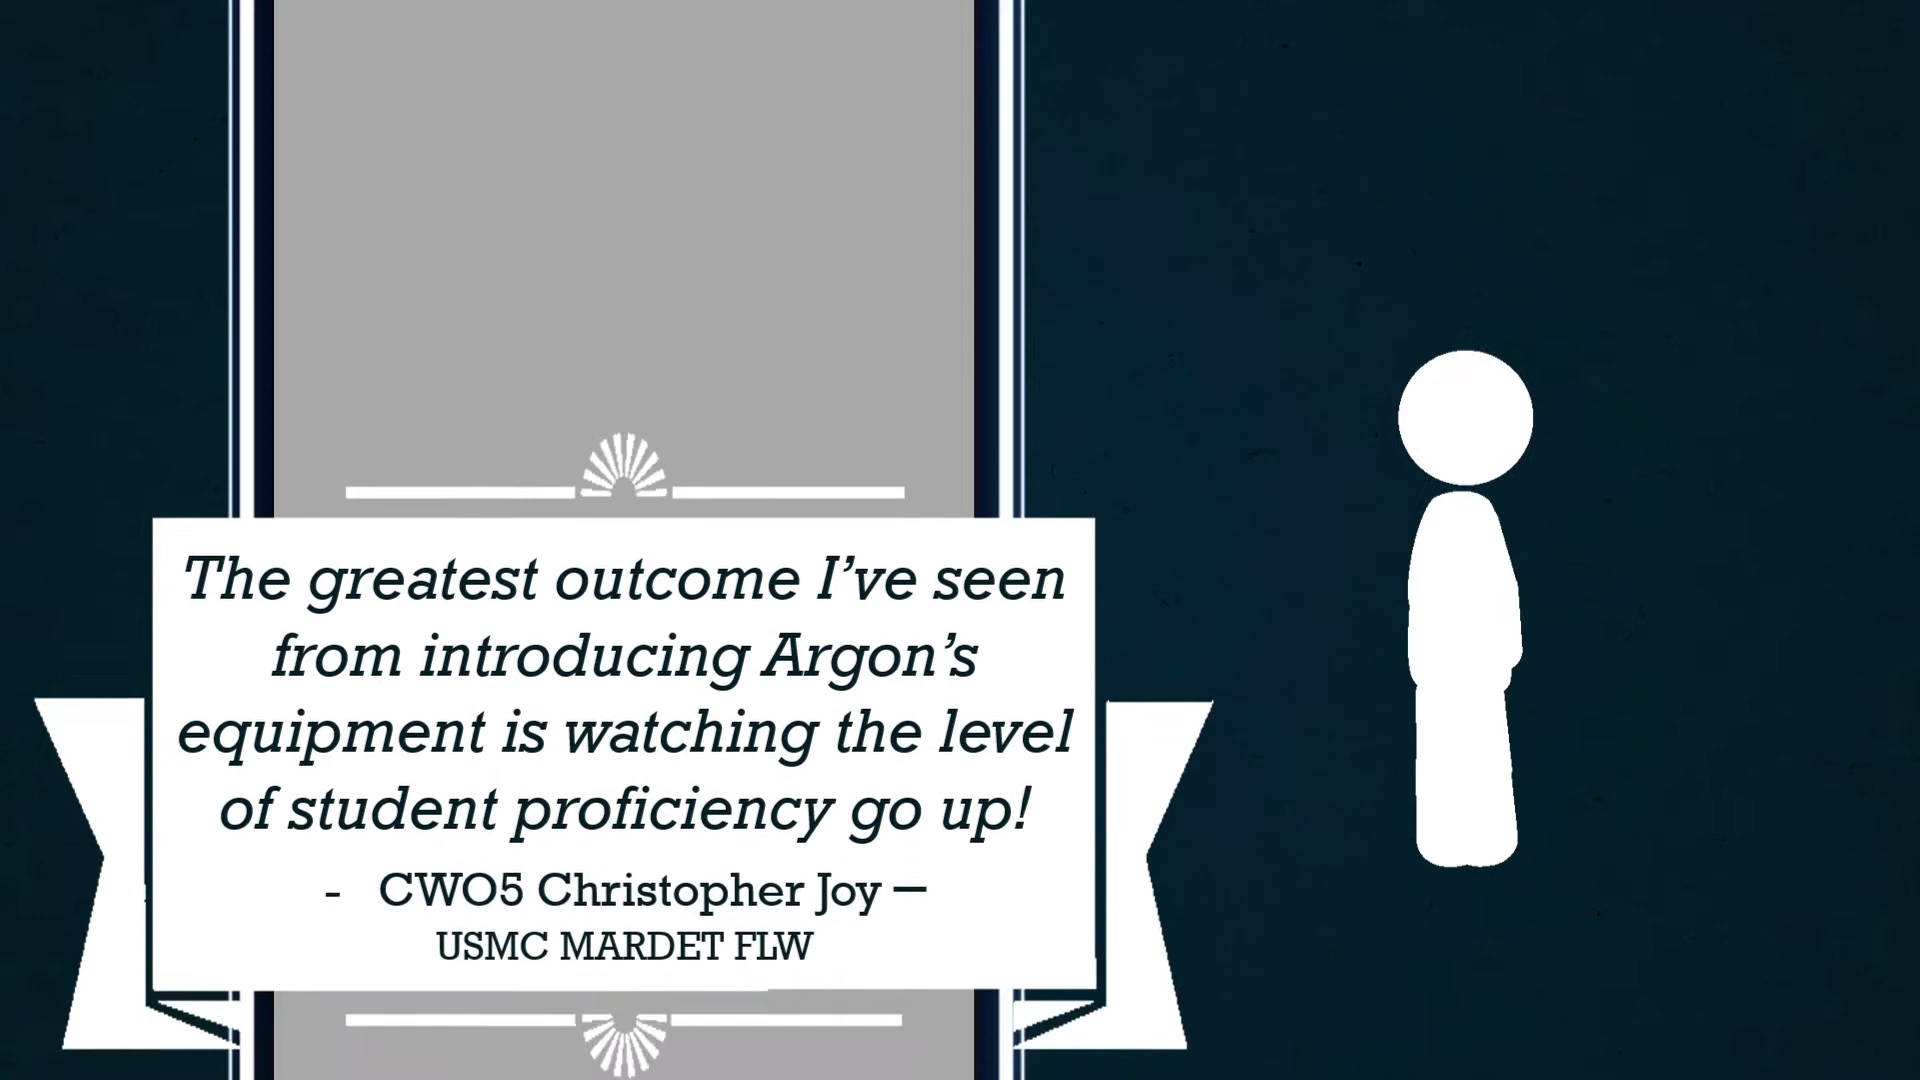 The greatest outcome I’ve seen
from introducing Argon’s
equipment is watching the level
of student proficiency go up!
- CWO5 Christopher Joy —
USMC MARDET FLW